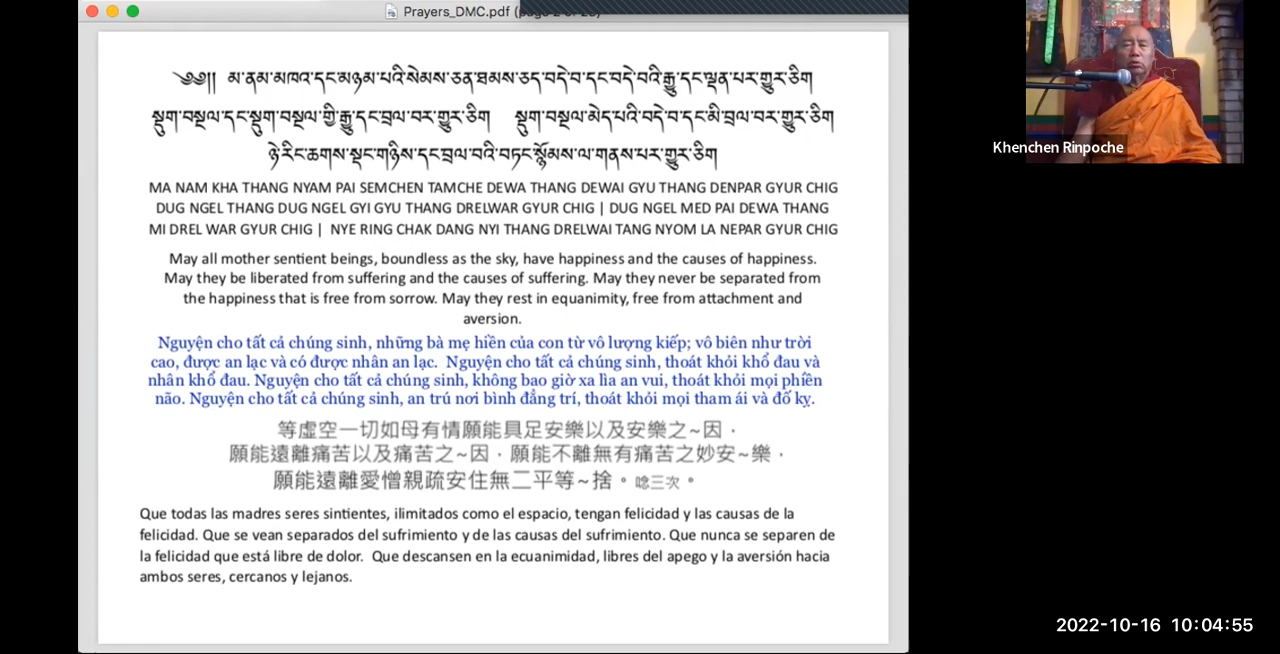 Prayers_DMC.pdf
༄༅།། མ་ནམ་མཁའ་དང་མཉམ་པའི་སེམས་ཅན་ཐམས་ཅད་བདེ་བ་དང་བདེ་བའི་རྒྱུ་དང་ལྡན་པར་གྱུར་ཅིག
སྡུག་བསྔལ་དང་སྡུག་བསྔལ་གྱི་རྒྱུ་དང་བྲལ་བར་གྱུར་ཅིག སྡུག་བསྔལ་མེད་པའི་བདེ་བ་དང་མི་བྲལ་བར་གྱུར་ཅིག
ཉེ་རིང་ཆགས་སྡང་གཉིས་དང་བྲལ་བའི་བཏང་སྙོམས་ལ་གནས་པར་གྱུར་ཅིག
MA NAM KHA THANG NYAM PAI SEMCHEN TAMCHE DEWA THANG DEWAI GYU THANG DENPAR GYUR CHIG
DUG NGEL THANG DUG NGEL GYI GYU THANG DRELWAR GYUR CHIG | DUG NGEL MED PAI DEWA THANG
MI DREL WAR GYUR CHIG | NYE RING CHAK DANG NYI THANG DRELWAI TANG NYOM LA NEPAR GYUR CHIG
May all mother sentient beings, boundless as the sky, have happiness and the causes of happiness.
May they be liberated from suffering and the causes of suffering. May they never be separated from
the happiness that is free from sorrow. May they rest in equanimity, free from attachment and
aversion.
Nguyện cho tất cả chúng sinh, những bà mẹ hiền của con từ vô lượng kiếp; vô biên như trời
cao, được an lạc và có được nhân an lạc. Nguyện cho tất cả chúng sinh, thoát khỏi khổ đau và
nhân khổ đau. Nguyện cho tất cả chúng sinh, không bao giờ xa lìa an vui, thoát khỏi mọi phiền
não. Nguyện cho tất cả chúng sinh, an trú nơi bình đẳng trí, thoát khỏi mọi tham ái và đố kỵ.
等虛空一切如母有情願能具足安樂以及安樂之~因．
願能遠離痛苦以及痛苦之~因．願能不離無有痛苦之妙安~樂．
願能遠離愛憎親疏安住無二平等~捨。唸三次。
Que todas las madres seres sintientes, ilimitados como el espacio, tengan felicidad y las causas de la
felicidad. Que se vean separados del sufrimiento y de las causas del sufrimiento. Que nunca se separen de
la felicidad que está libre de dolor. Que descansen en la ecuanimidad, libres del apego y la aversión hacia
ambos seres, cercanos y lejanos.
Khenchen Rinpoche
2022-10-16 10:04:55